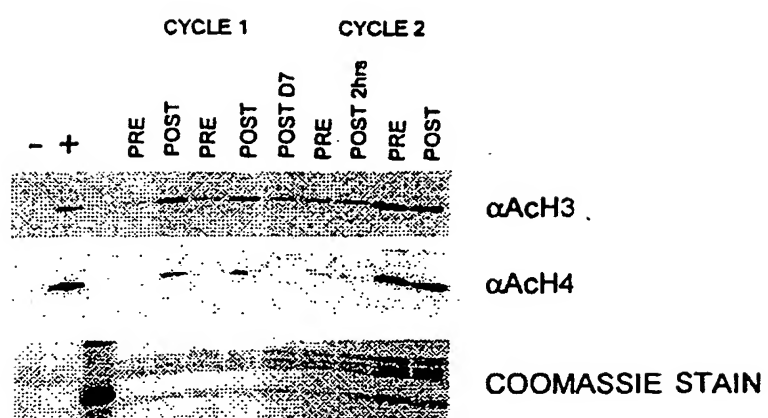 CYCLE 1 CYCLE 2
- + PRE POST PRE POST POST D7 PRE POST 2hrs PRE POST
αAcH3
αAcH4
COOMASSIE STAIN